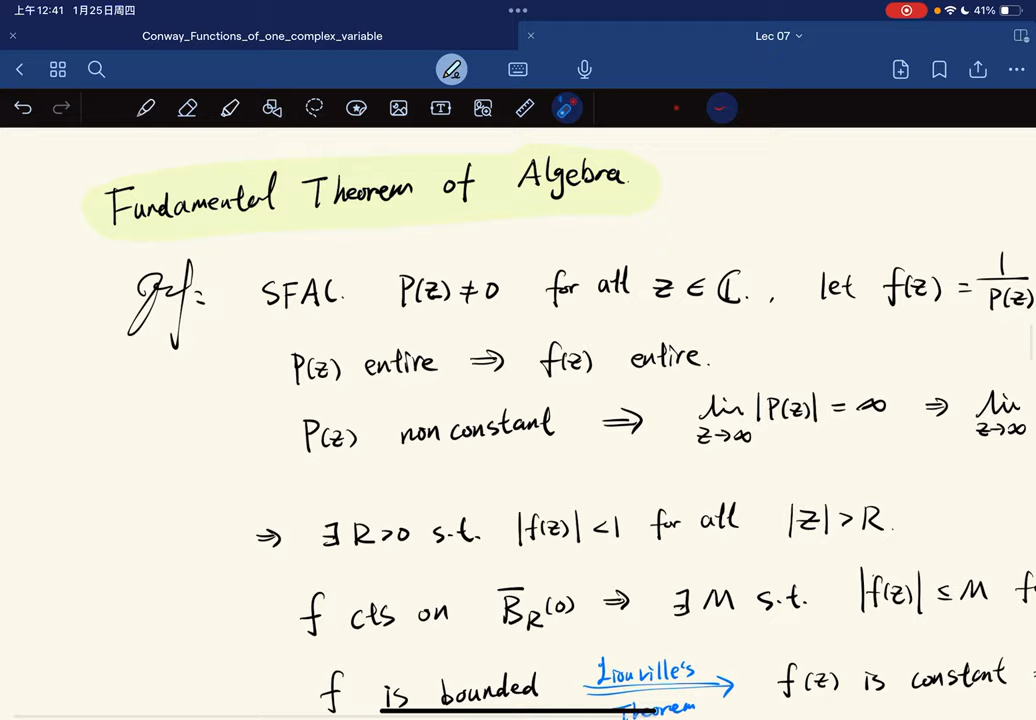 上午12:41 1月25日周四
41%
Conway_Functions_of_one_complex_variable
Lec 07
Fundamental Theorem of Algebra.
pf: SFAC. P(z) ≠ 0 for all z ∈ ℂ., let f(z) = 1/P(z)
P(z) entire ⇒ f(z) entire.
P(z) nonconstant ⇒ lim z→∞ |P(z)| = ∞ ⇒ lim z→∞
⇒ ∃ R>0 s.t. |f(z)| < 1 for all |z| > R.
f cts on B̅_R(0) ⇒ ∃ M s.t. |f(z)| ≤ M f
f is bounded Liouville's Theorem → f(z) is constant